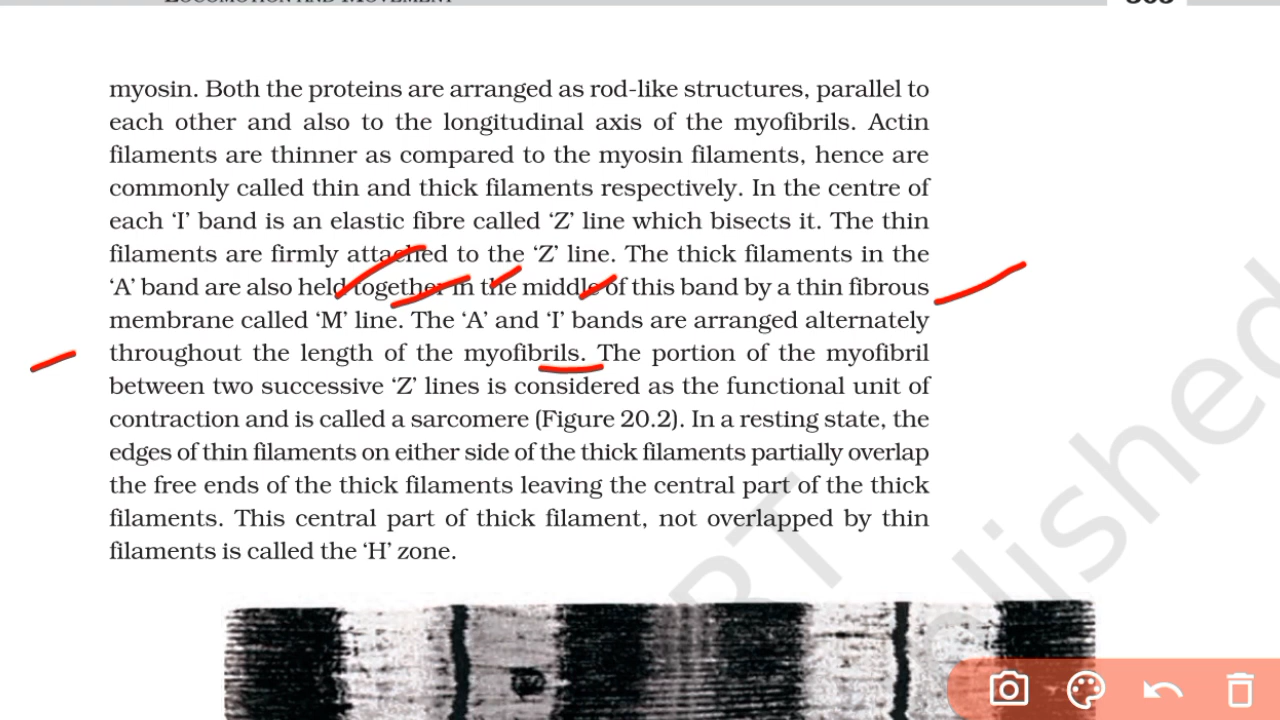 LOCOMOTION AND MOVEMENT
myosin. Both the proteins are arranged as rod-like structures, parallel to
each other and also to the longitudinal axis of the myofibrils. Actin
filaments are thinner as compared to the myosin filaments, hence are
commonly called thin and thick filaments respectively. In the centre of
each ‘I’ band is an elastic fibre called ‘Z’ line which bisects it. The thin
filaments are firmly attached to the ‘Z’ line. The thick filaments in the
‘A’ band are also held together in the middle of this band by a thin fibrous
membrane called ‘M’ line. The ‘A’ and ‘I’ bands are arranged alternately
throughout the length of the myofibrils. The portion of the myofibril
between two successive ‘Z’ lines is considered as the functional unit of
contraction and is called a sarcomere (Figure 20.2). In a resting state, the
edges of thin filaments on either side of the thick filaments partially overlap
the free ends of the thick filaments leaving the central part of the thick
filaments. This central part of thick filament, not overlapped by thin
filaments is called the ‘H’ zone.